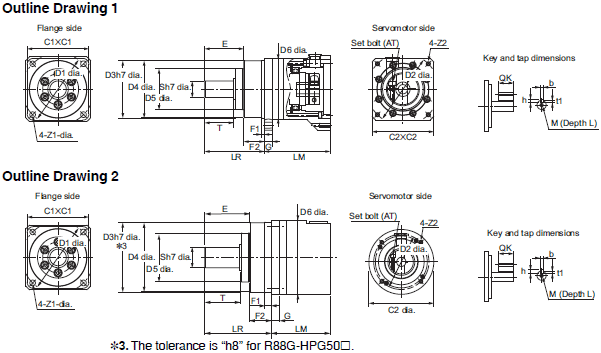 Outline Drawing 1
Flange side
C1×C1
D1 dia.
4-Z1-dia.
E
D6 dia.
D3h7 dia.
D4 dia.
D5 dia.
Sh7 dia.
T
F1
F2
G
LR
LM
Servomotor side
Set bolt (AT)
4-Z2
D2 dia.
C2×C2
Key and tap dimensions
QK
b
h
t1
M (Depth L)
Outline Drawing 2
Flange side
C1×C1
D1 dia.
4-Z1-dia.
E
D6 dia.
D3h7 dia.
*3
D4 dia.
D5 dia.
Sh7 dia.
T
F1
F2
G
LR
LM
Servomotor side
Set bolt (AT)
4-Z2
D2 dia.
C2 dia.
Key and tap dimensions
QK
b
h
t1
M (Depth L)
*3. The tolerance is “h8” for R88G-HPG50□.